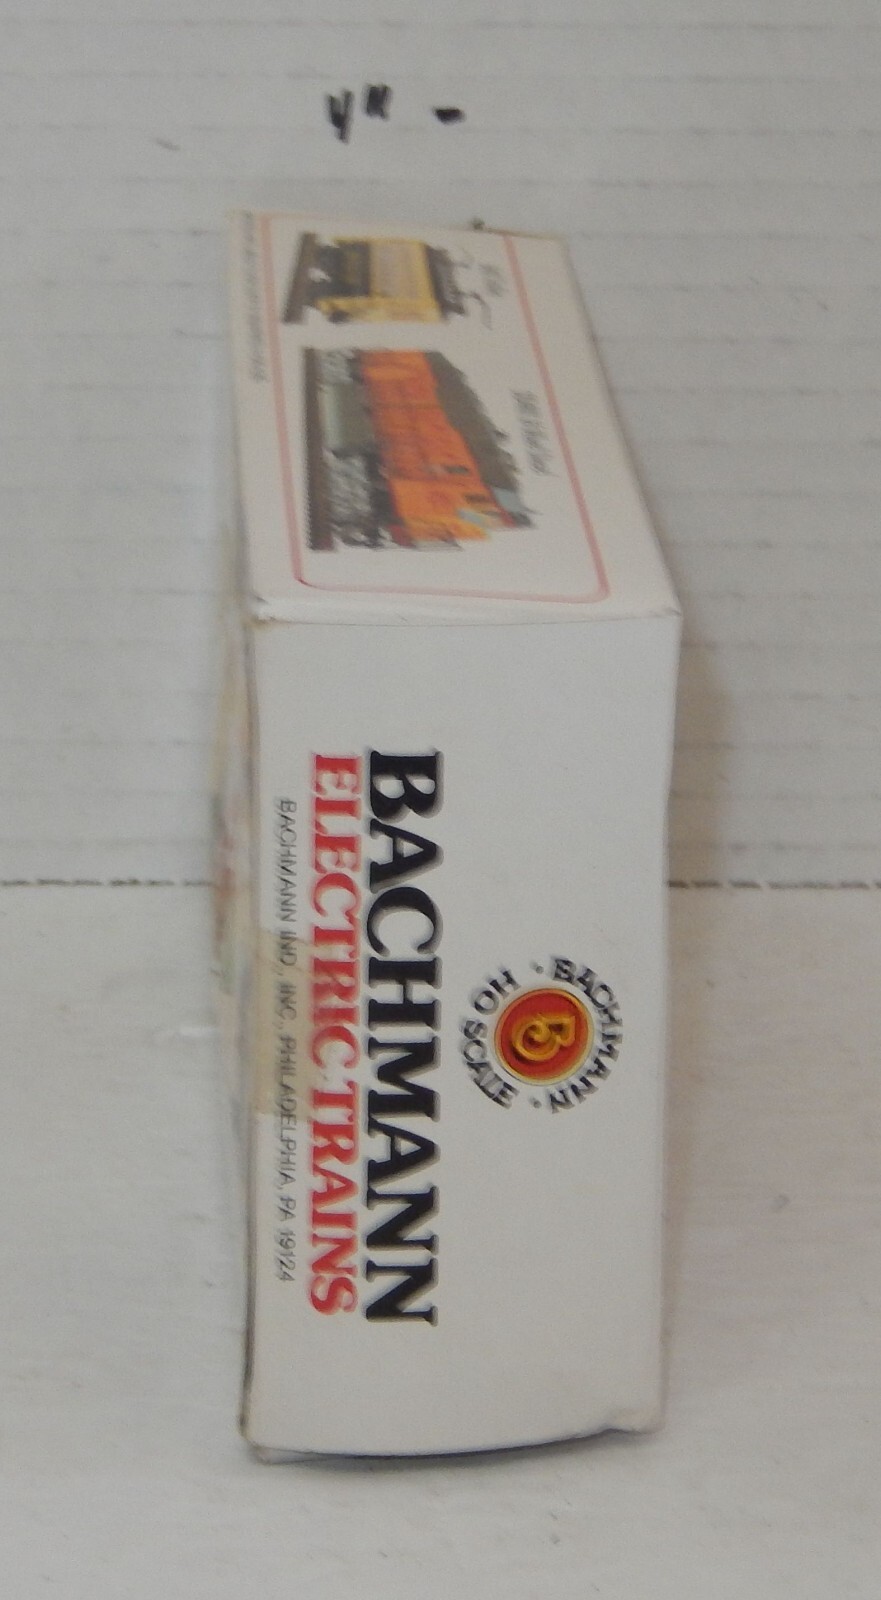 4" -
BACHMANN
HO SCALE
BACHMANN
ELECTRIC TRAINS
BACHMANN IND., INC., PHILADELPHIA, PA 19124